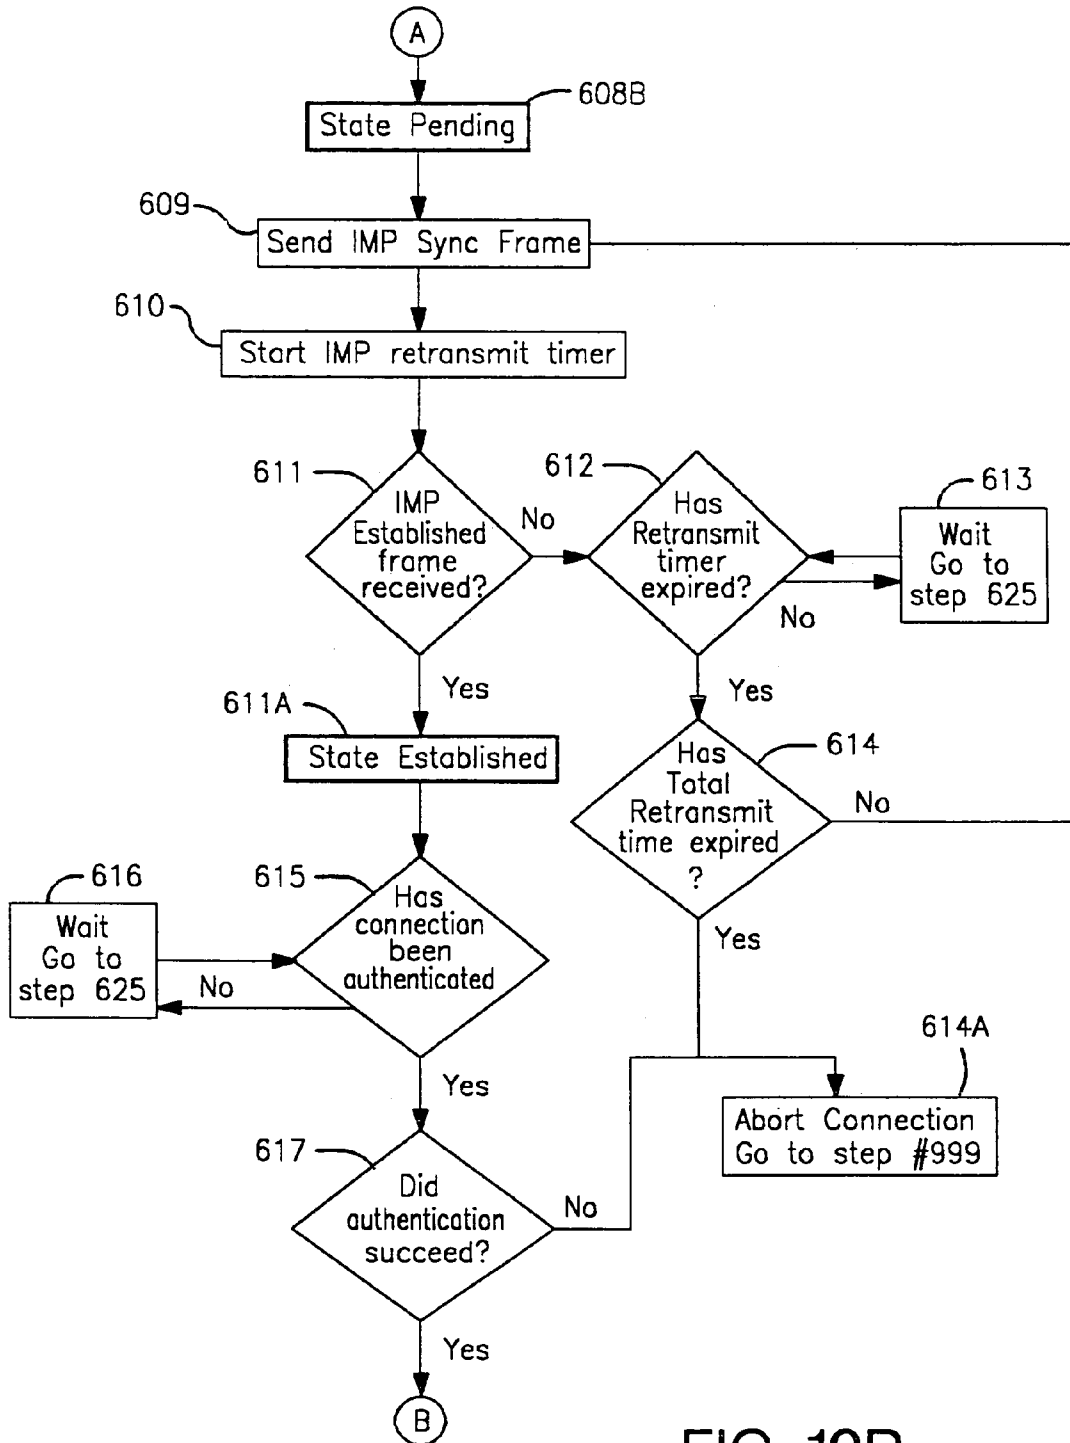 A
608B
State Pending
609
Send IMP Sync Frame
610
Start IMP retransmit timer
611
IMP
Established
frame
received?
No
612
Has
Retransmit
timer
expired?
613
Wait
Go to
step 625
No
Yes
Yes
611A
State Established
614
Has
Total
Retransmit
time expired
?
No
616
Wait
Go to
step 625
615
Has
connection
been
authenticated
No
Yes
Yes
614A
Abort Connection
Go to step #999
617
Did
authentication
succeed?
No
Yes
B